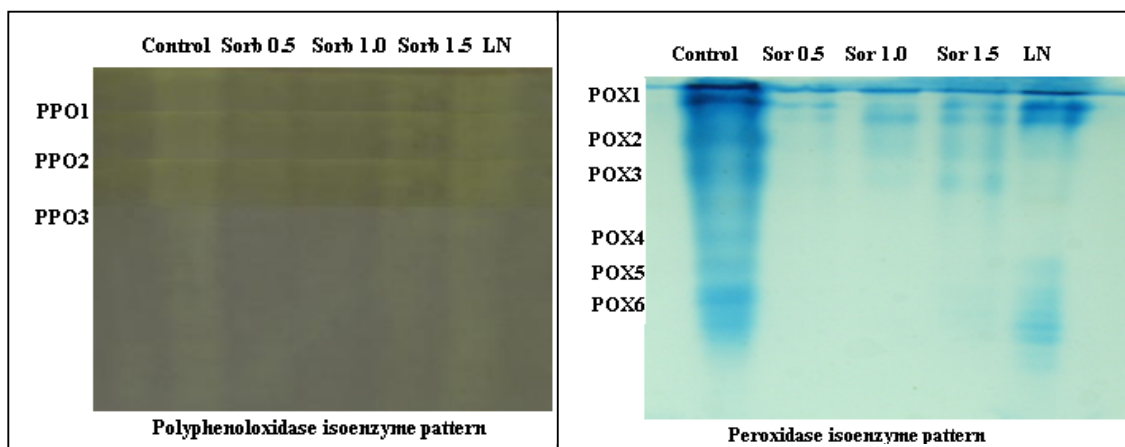 Control Sorb 0.5 Sorb 1.0 Sorb 1.5 LN
PPO1
PPO2
PPO3
Polyphenoloxidase isoenzyme pattern
Control Sor 0.5 Sor 1.0 Sor 1.5 LN
POX1
POX2
POX3
POX4
POX5
POX6
Peroxidase isoenzyme pattern